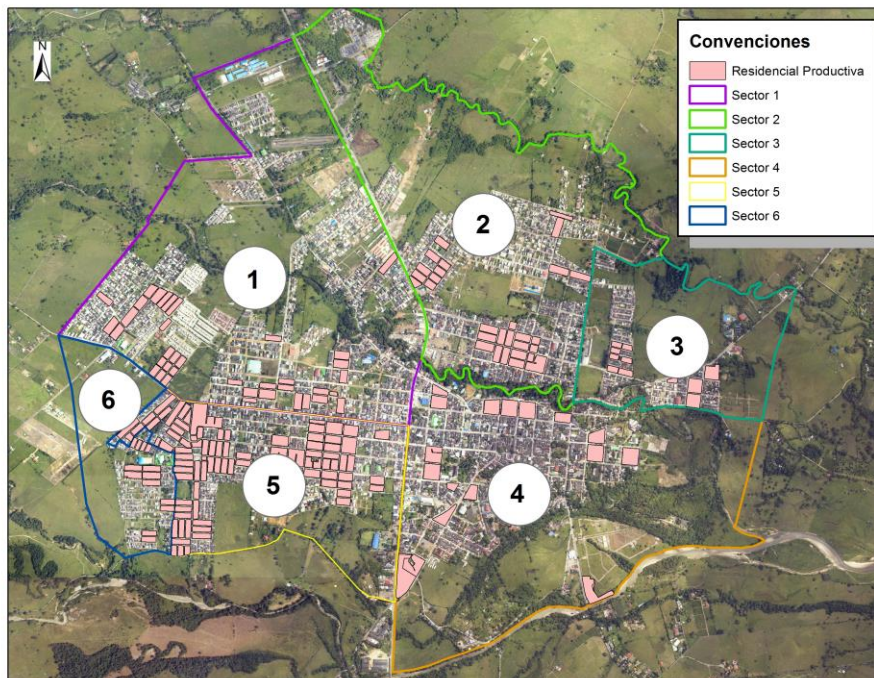 N
Convenciones
Residencial Productiva
Sector 1
Sector 2
Sector 3
Sector 4
Sector 5
Sector 6
2
1
3
6
5
4